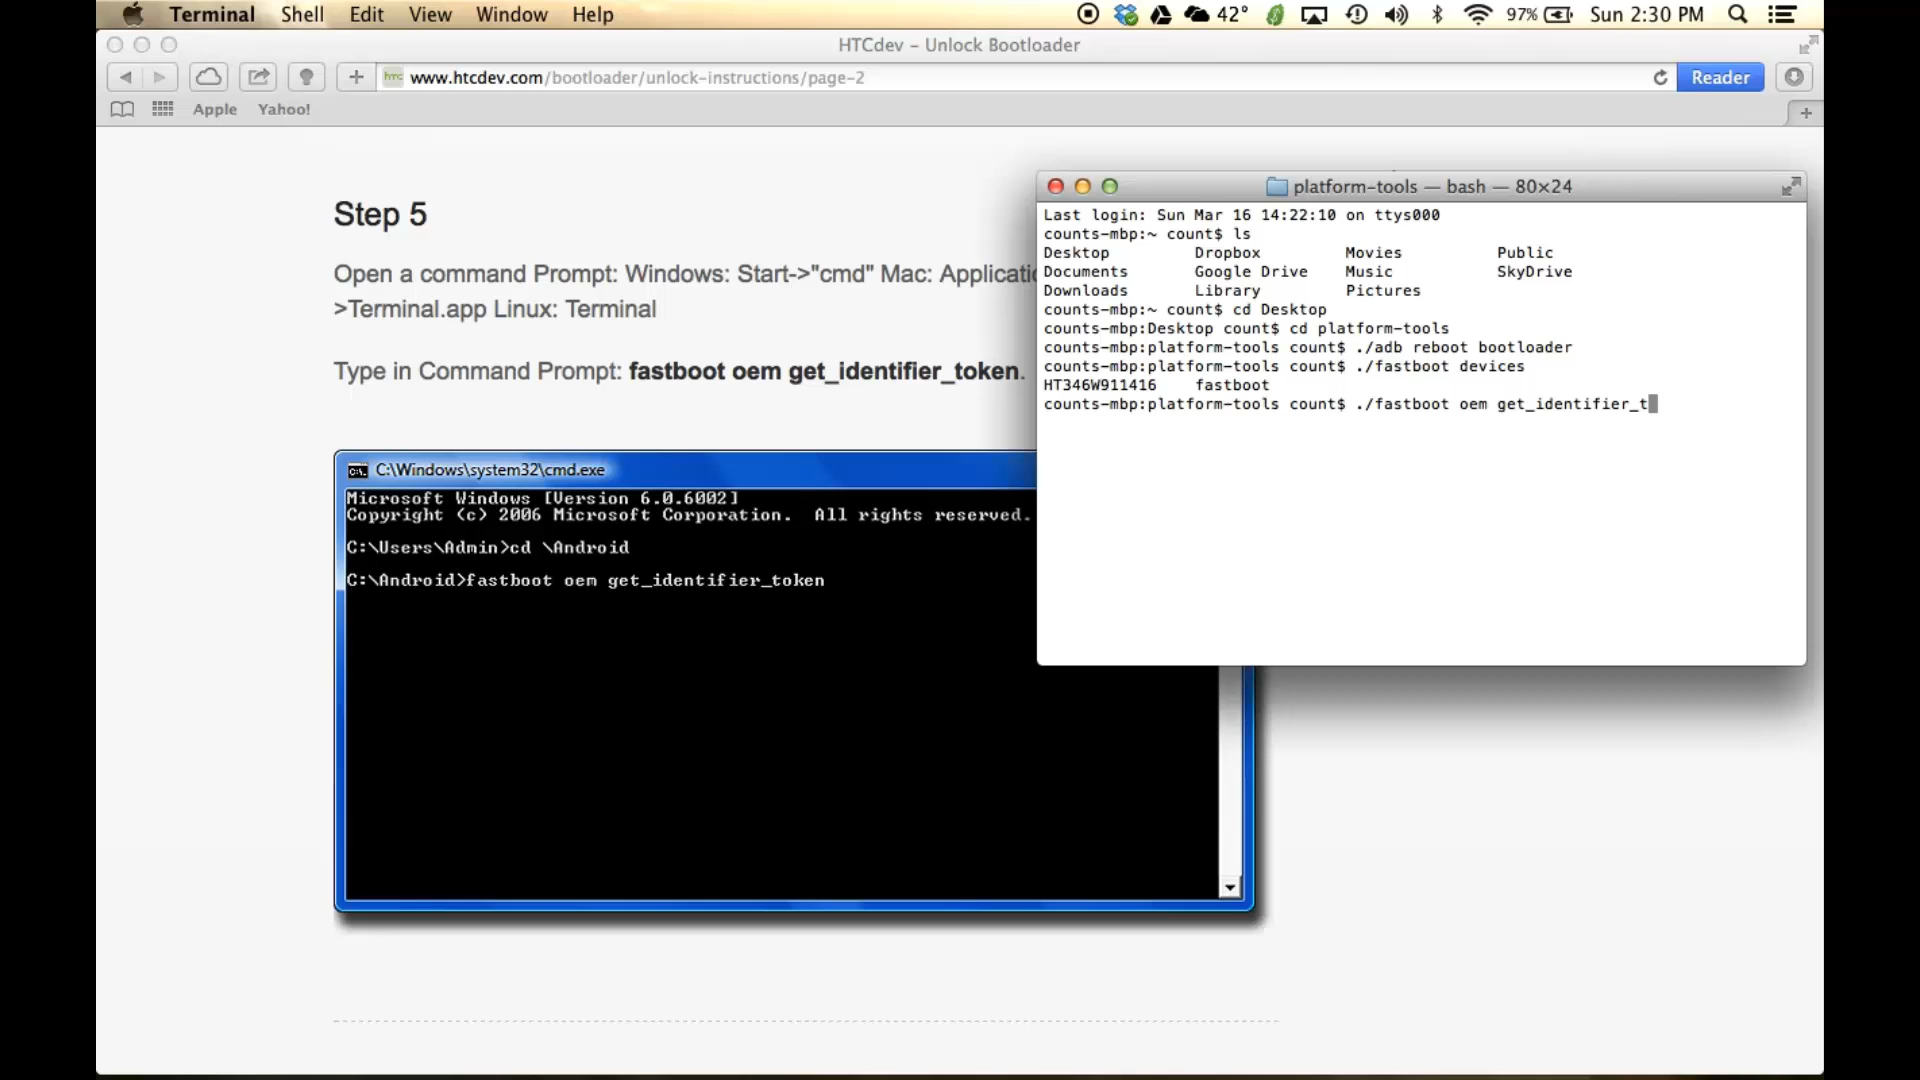 Terminal Shell Edit View Window Help 42° 97% Sun 2:30 PM
HTCdev – Unlock Bootloader
htc www.htcdev.com/bootloader/unlock-instructions/page-2 Reader
Apple Yahoo!
Step 5
Open a command Prompt: Windows: Start->"cmd" Mac: Applicatio
>Terminal.app Linux: Terminal
Type in Command Prompt: fastboot oem get_identifier_token.
C:\Windows\system32\cmd.exe
Microsoft Windows [Version 6.0.6002]
Copyright (c) 2006 Microsoft Corporation. All rights reserved.
C:\Users\Admin>cd \Android
C:\Android>fastboot oem get_identifier_token
platform-tools — bash — 80×24
Last login: Sun Mar 16 14:22:10 on ttys000
counts-mbp:~ count$ ls
Desktop Dropbox Movies Public
Documents Google Drive Music SkyDrive
Downloads Library Pictures
counts-mbp:~ count$ cd Desktop
counts-mbp:Desktop count$ cd platform-tools
counts-mbp:platform-tools count$ ./adb reboot bootloader
counts-mbp:platform-tools count$ ./fastboot devices
HT346W911416 fastboot
counts-mbp:platform-tools count$ ./fastboot oem get_identifier_t